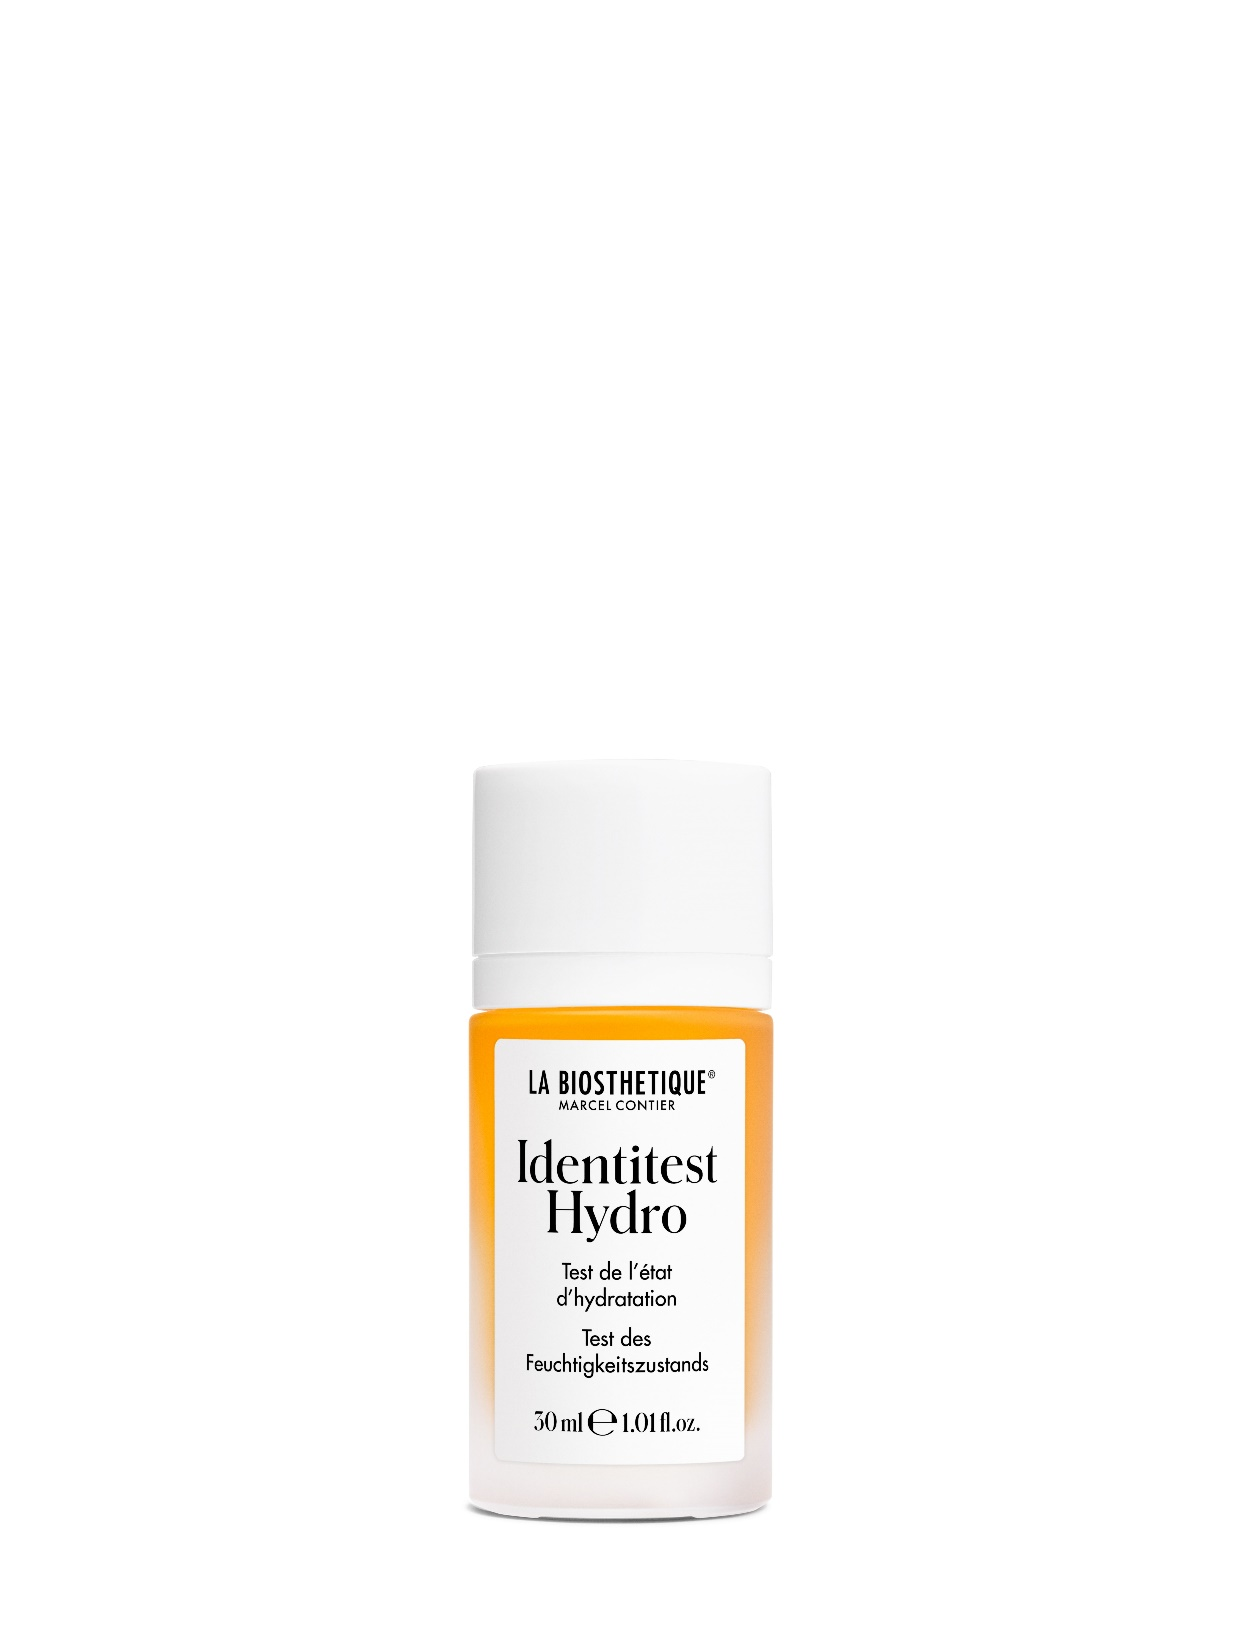 LA BIOSTHETIQUE®
MARCEL CONTIER
Identitest
Hydro
Test de l'état
d'hydratation
Test des
Feuchtigkeitszustands
30 ml ℮ 1.01 fl.oz.